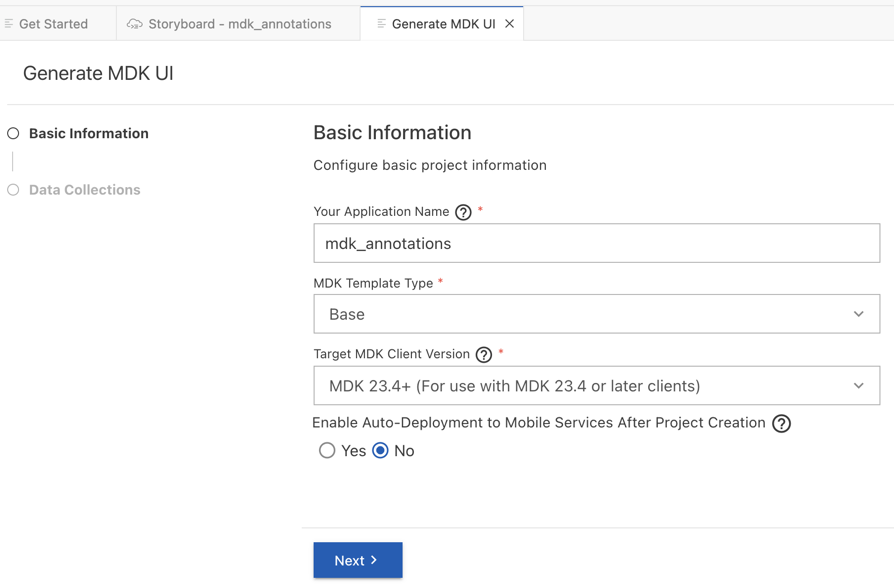 Get Started
Storyboard - mdk_annotations
Generate MDK UI
Generate MDK UI
Basic Information
Data Collections
Basic Information
Configure basic project information
Your Application Name ? *
mdk_annotations
MDK Template Type *
Base
Target MDK Client Version ? *
MDK 23.4+ (For use with MDK 23.4 or later clients)
Enable Auto-Deployment to Mobile Services After Project Creation ?
Yes No
Next